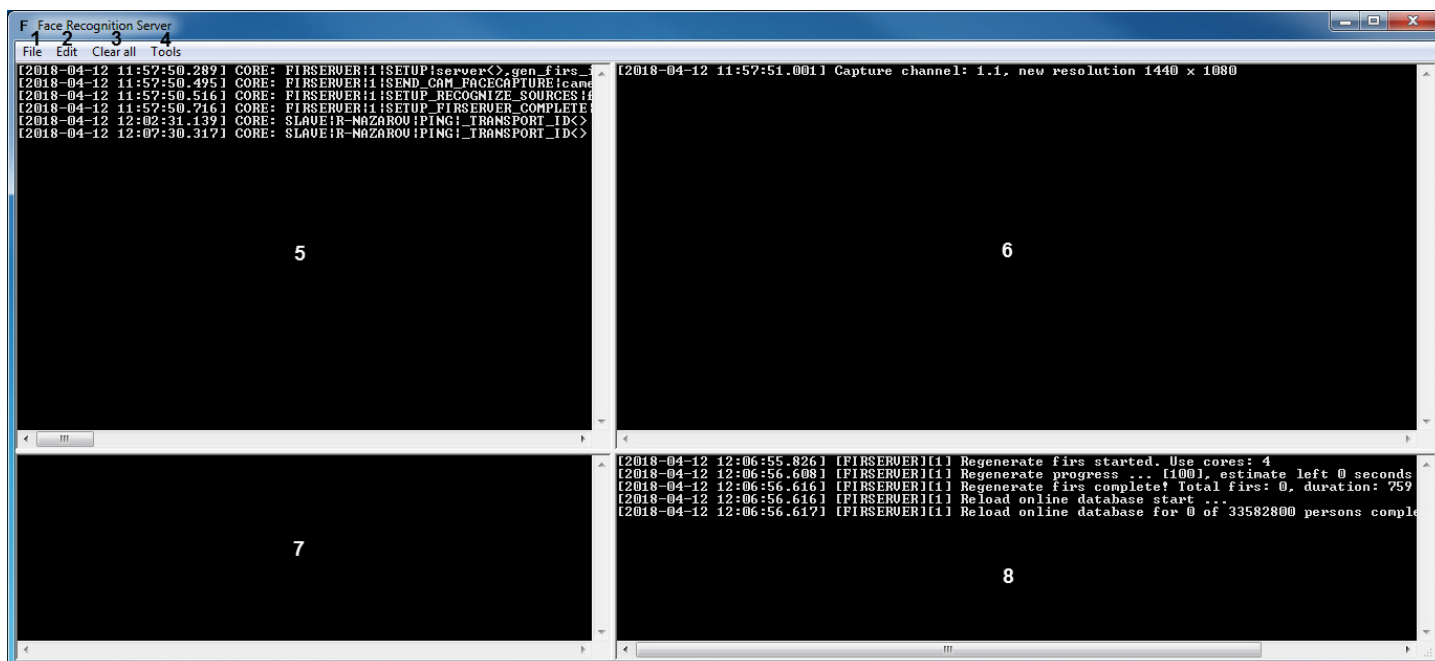 F Face Recognition Server
1 2 3 4
File Edit Clear all Tools
[2018-04-12 11:57:50.289] CORE: FIRSERVER|1|SETUP|server<>,gen_firs_i
[2018-04-12 11:57:50.495] CORE: FIRSERVER|1|SEND_CAM_FACECAPTURE|came
[2018-04-12 11:57:50.516] CORE: FIRSERVER|1|SETUP_RECOGNIZE_SOURCES|f
[2018-04-12 11:57:50.716] CORE: FIRSERVER|1|SETUP_FIRSERVER_COMPLETE|
[2018-04-12 12:02:31.139] CORE: SLAVE|R-NAZAROV|PING|_TRANSPORT_ID<>
[2018-04-12 12:07:30.317] CORE: SLAVE|R-NAZAROV|PING|_TRANSPORT_ID<>
5
[2018-04-12 11:57:51.001] Capture channel: 1.1, new resolution 1440 x 1080
6
7
[2018-04-12 12:06:55.826] [FIRSERVER][1] Regenerate firs started. Use cores: 4
[2018-04-12 12:06:56.608] [FIRSERVER][1] Regenerate progress ... [100], estimate left 0 seconds
[2018-04-12 12:06:56.616] [FIRSERVER][1] Regenerate firs complete! Total firs: 0, duration: 759
[2018-04-12 12:06:56.616] [FIRSERVER][1] Reload online database start ...
[2018-04-12 12:06:56.617] [FIRSERVER][1] Reload online database for 0 of 33582800 persons comple
8